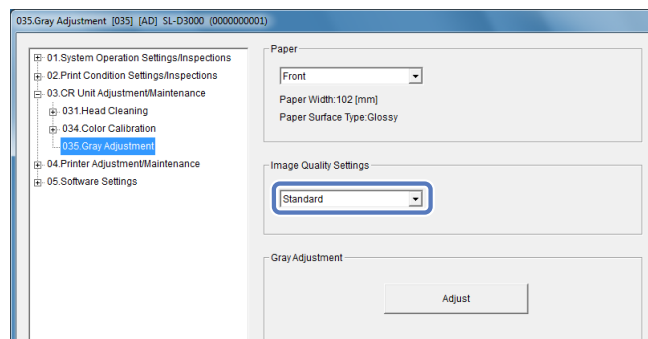 035.Gray Adjustment [035] [AD] SL-D3000 (0000000001)
01.System Operation Settings/Inspections
02.Print Condition Settings/Inspections
03.CR Unit Adjustment/Maintenance
031.Head Cleaning
034.Color Calibration
035.Gray Adjustment
04.Printer Adjustment/Maintenance
05.Software Settings
Paper
Front
Paper Width:102 [mm]
Paper Surface Type:Glossy
Image Quality Settings
Standard
Gray Adjustment
Adjust